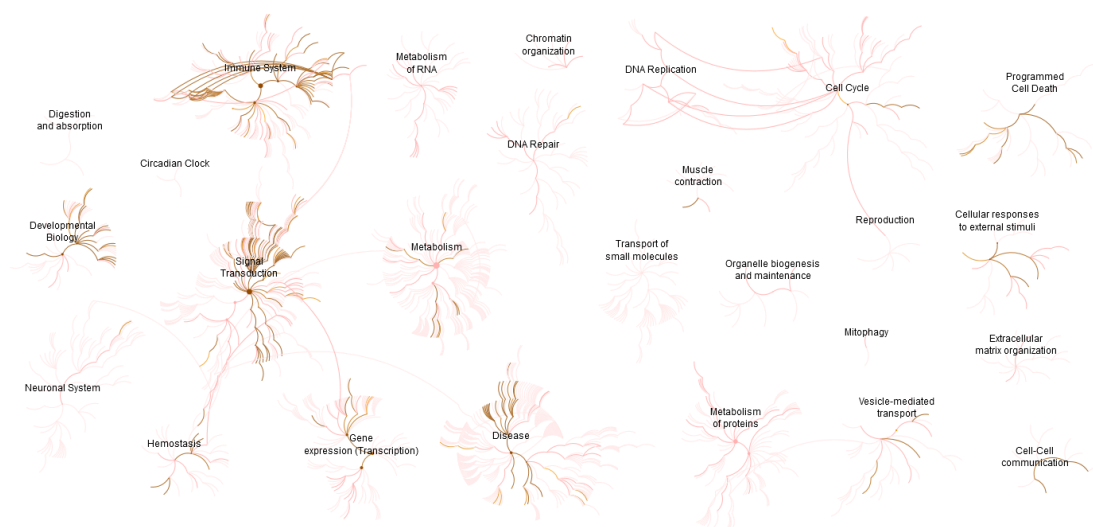 Immune System
Metabolism
of RNA
Chromatin
organization
DNA Replication
Cell Cycle
Programmed
Cell Death
Digestion
and absorption
Circadian Clock
DNA Repair
Muscle
contraction
Developmental
Biology
Signal
Transduction
Metabolism
Transport of
small molecules
Organelle biogenesis
and maintenance
Reproduction
Cellular responses
to external stimuli
Mitophagy
Extracellular
matrix organization
Neuronal System
Hemostasis
Gene
expression (Transcription)
Disease
Metabolism
of proteins
Vesicle-mediated
transport
Cell-Cell
communication